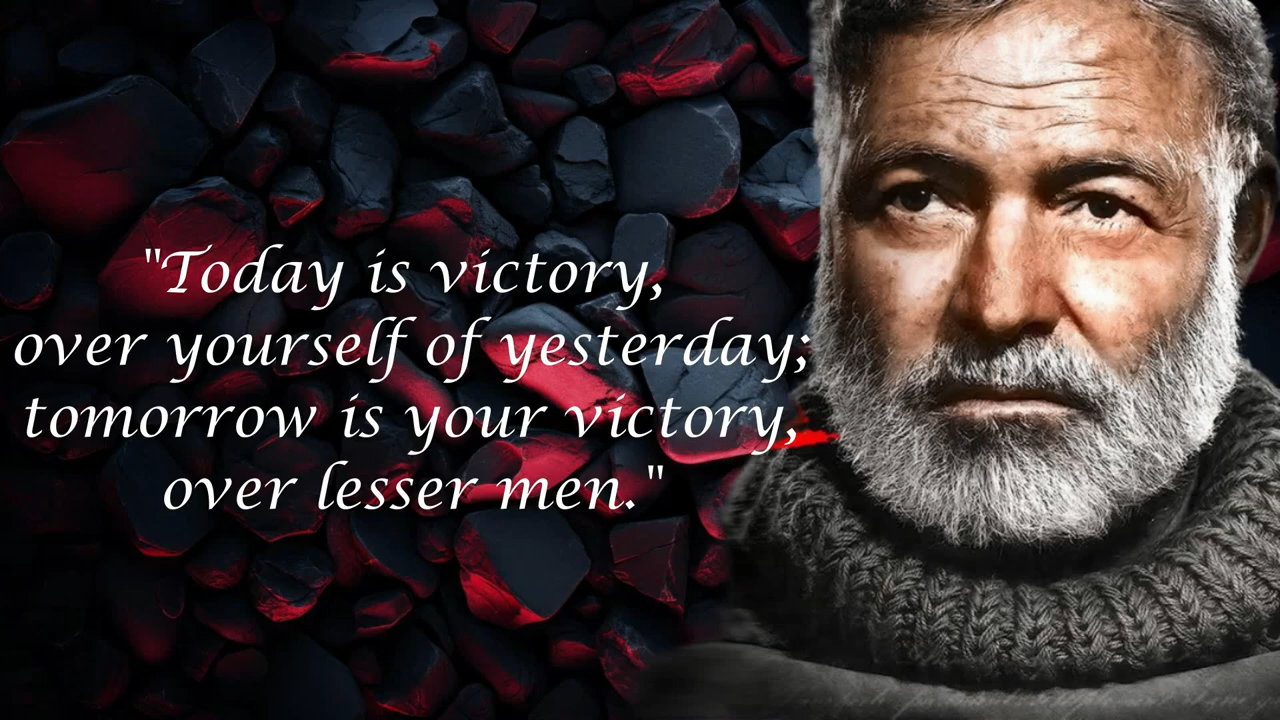 "Today is victory,
over yourself of yesterday;
tomorrow is your victory,
over lesser men."